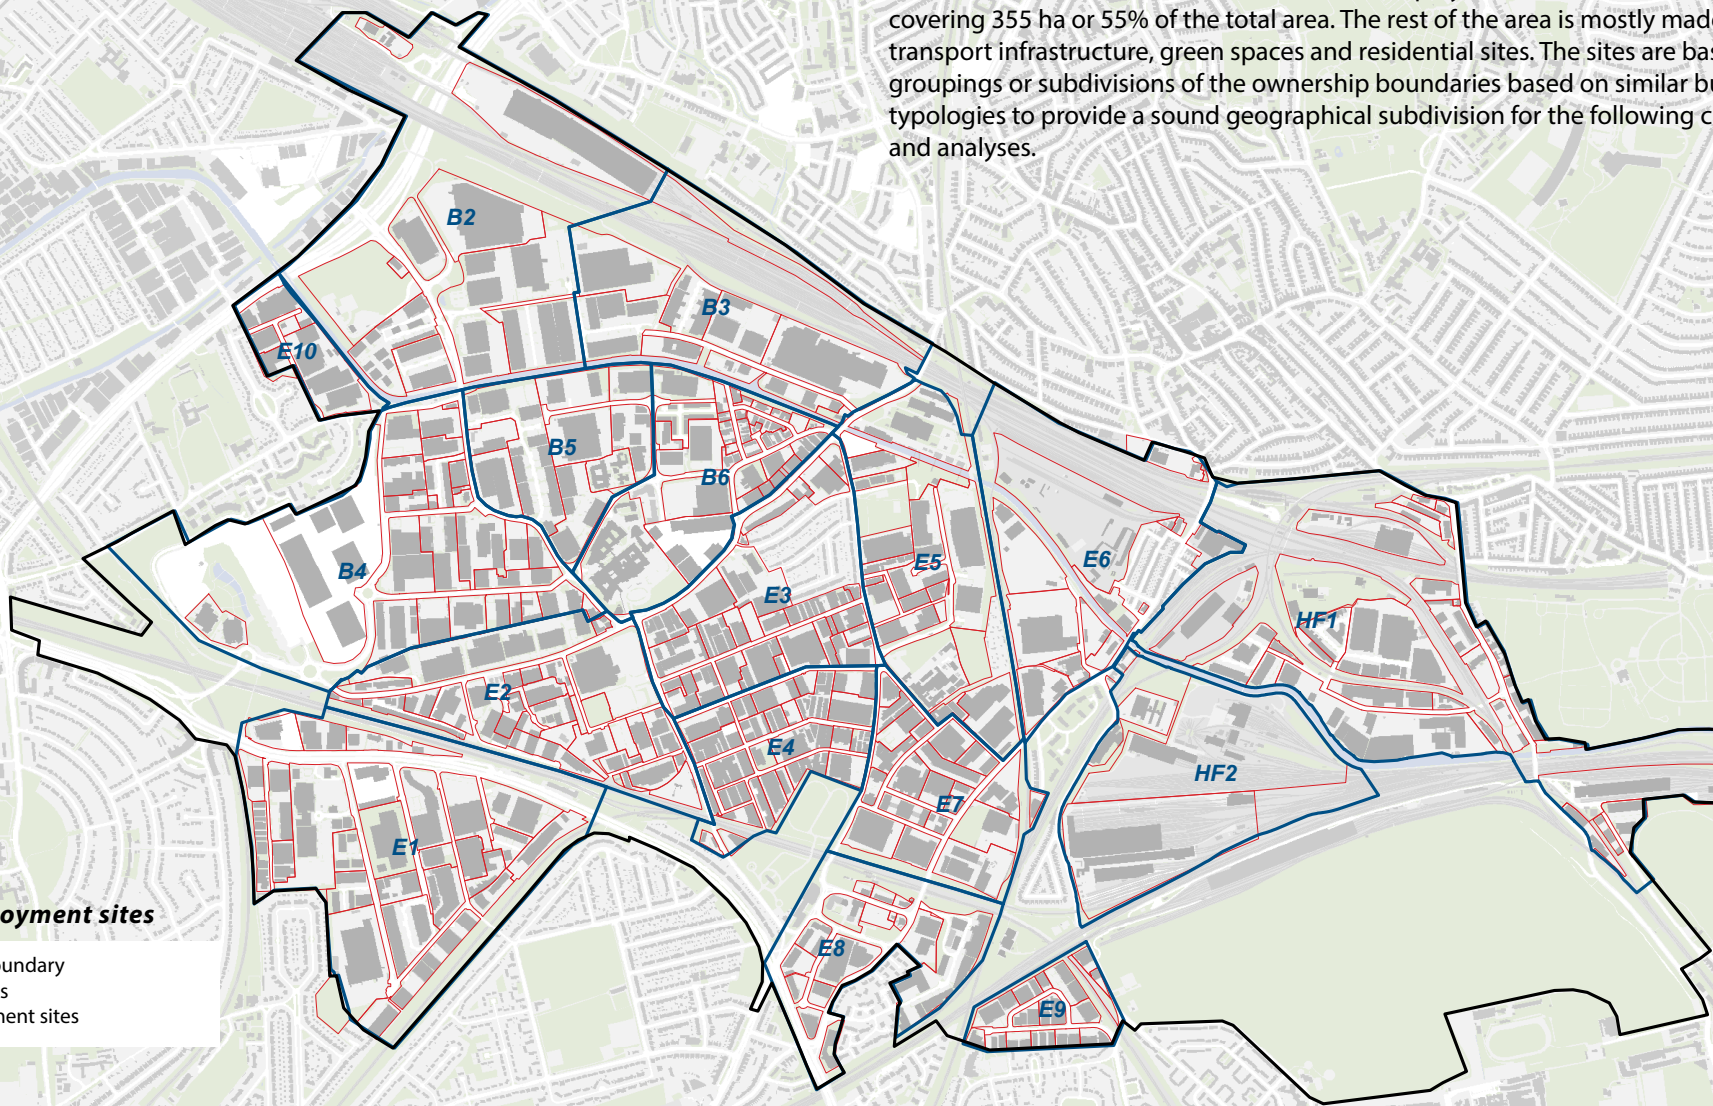 covering 355 ha or 55% of the total area. The rest of the area is mostly made
transport infrastructure, green spaces and residential sites. The sites are bas
groupings or subdivisions of the ownership boundaries based on similar bu
typologies to provide a sound geographical subdivision for the following c
and analyses.
B2
B3
E10
B5
B6
B4
E3
E5
E6
HF1
E2
E4
HF2
E7
E1
E8
E9
oyment sites
oundary
s
ment sites